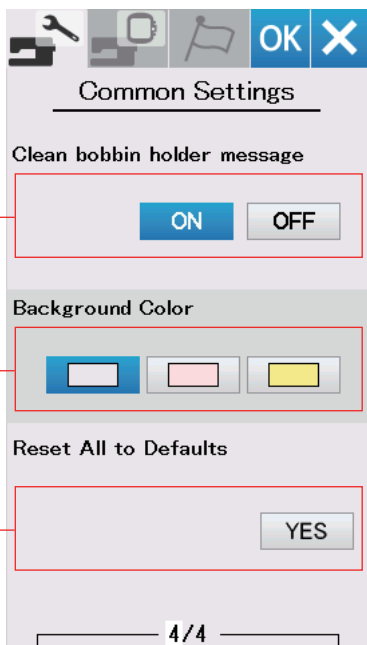 OK
Common Settings
Clean bobbin holder message
ON OFF
Background Color
Reset All to Defaults
YES
4/4